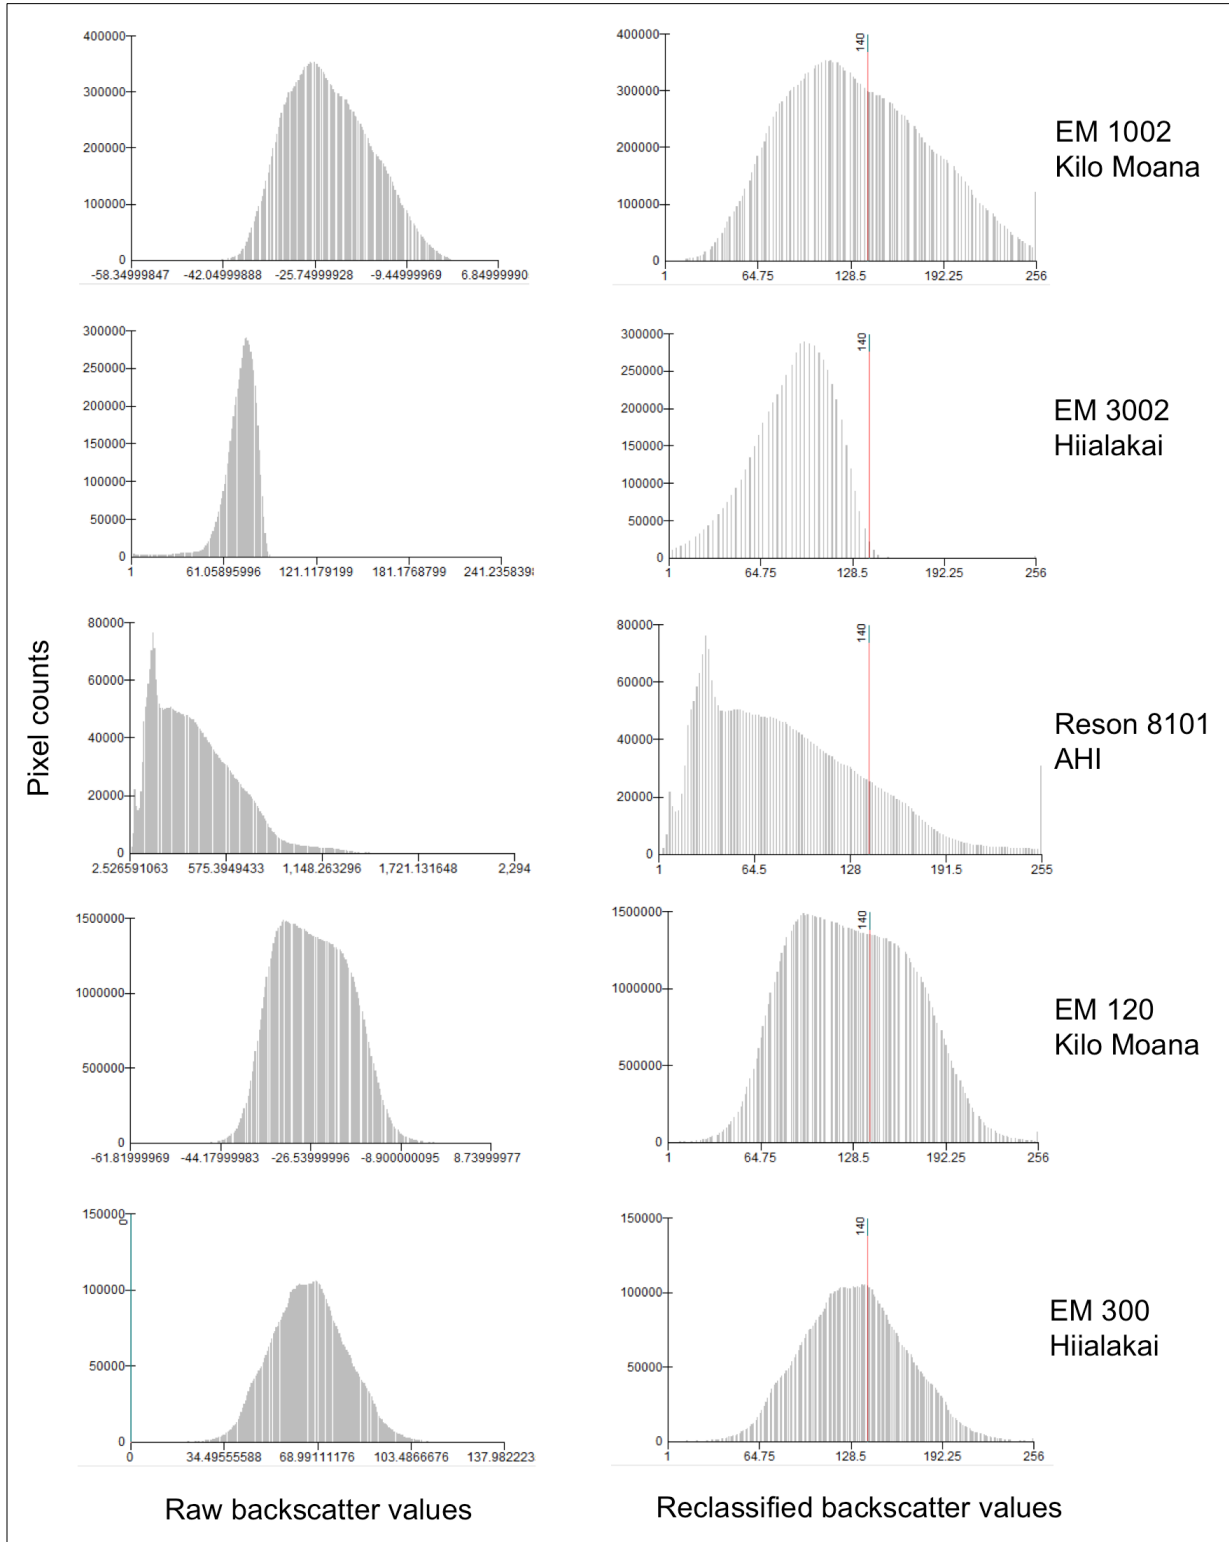 400000
300000
200000
100000
0
-58.34999847 -42.04999888 -25.74999928 -9.44999969 6.84999990
400000
300000
200000
100000
0
140
1 64.75 128.5 192.25 256
EM 1002
Kilo Moana
300000
250000
200000
150000
100000
50000
0
1 61.05895996 121.1179199 181.1768799 241.2358398
300000
250000
200000
150000
100000
50000
0
140
1 64.75 128.5 192.25 256
EM 3002
Hiialakai
Pixel counts
80000
60000
40000
20000
0
2.526591063 575.3949433 1,148.263296 1,721.131648 2,294
80000
60000
40000
20000
0
140
1 64.5 128 191.5 255
Reson 8101
AHI
1500000
1000000
500000
0
-61.81999969 -44.17999983 -26.53999996 -8.900000095 8.73999977
1500000
1000000
500000
0
140
1 64.75 128.5 192.25 256
EM 120
Kilo Moana
150000
100000
50000
0
0
0 34.495555588 68.99111176 103.4866676 137.982223
150000
100000
50000
0
140
1 64.75 128.5 192.25 256
EM 300
Hiialakai
Raw backscatter values
Reclassified backscatter values